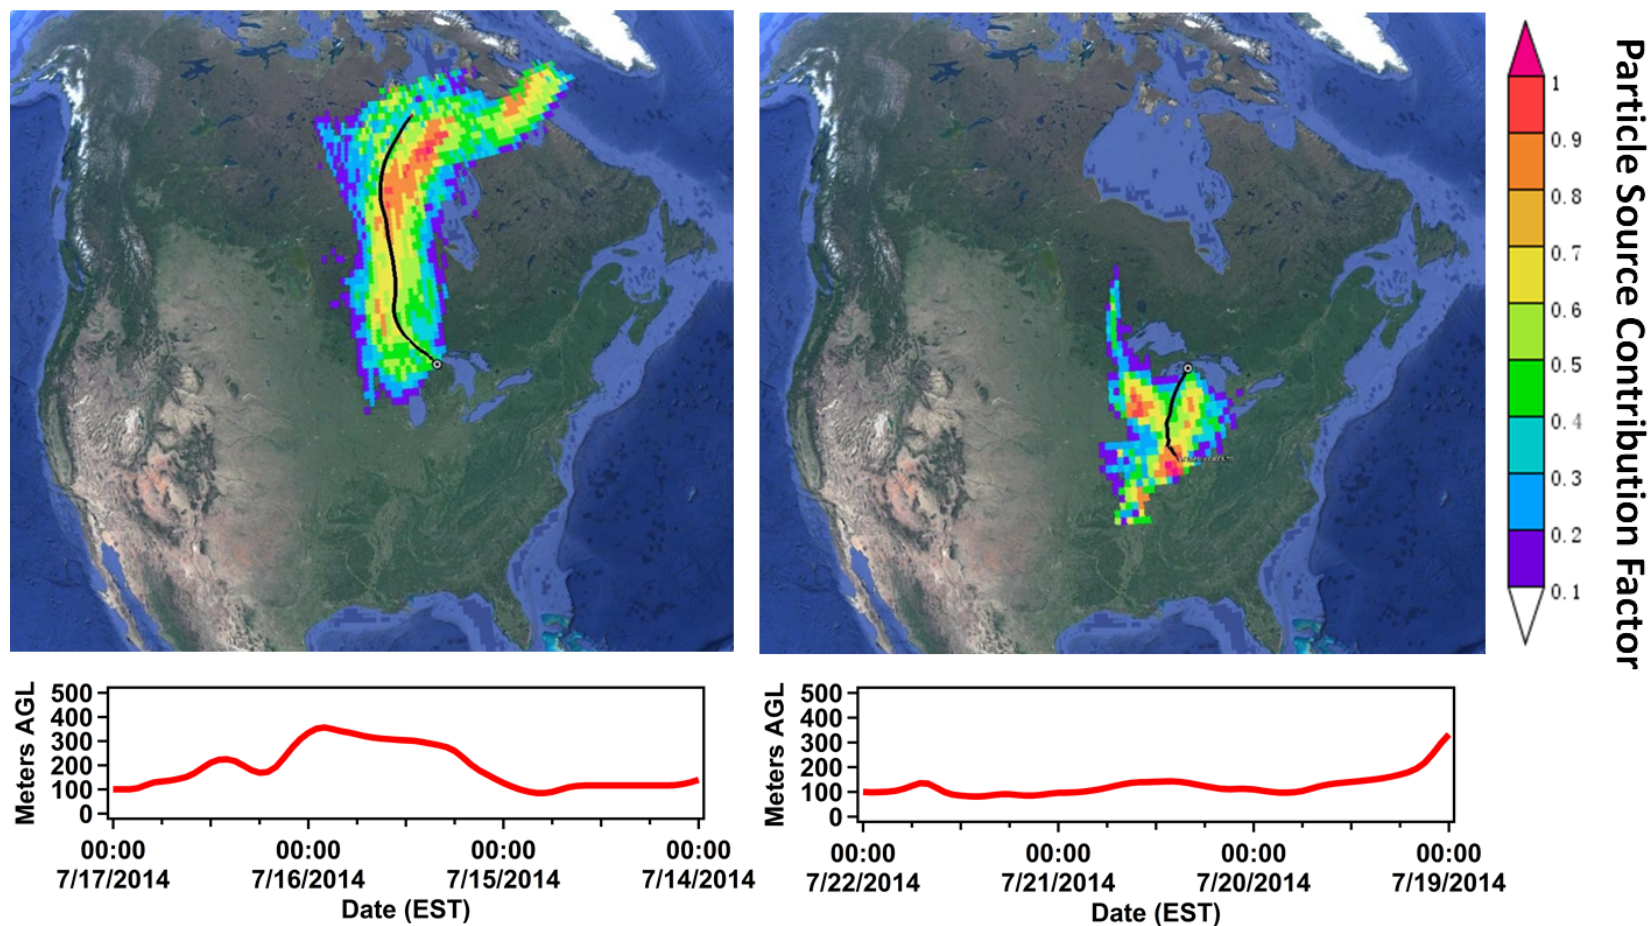 Particle Source Contribution Factor
1
0.9
0.8
0.7
0.6
0.5
0.4
0.3
0.2
0.1
Meters AGL
500
400
300
200
100
0
00:00 00:00 00:00 00:00
7/17/2014 7/16/2014 7/15/2014 7/14/2014
Date (EST)
Meters AGL
500
400
300
200
100
0
00:00 00:00 00:00 00:00
7/22/2014 7/21/2014 7/20/2014 7/19/2014
Date (EST)